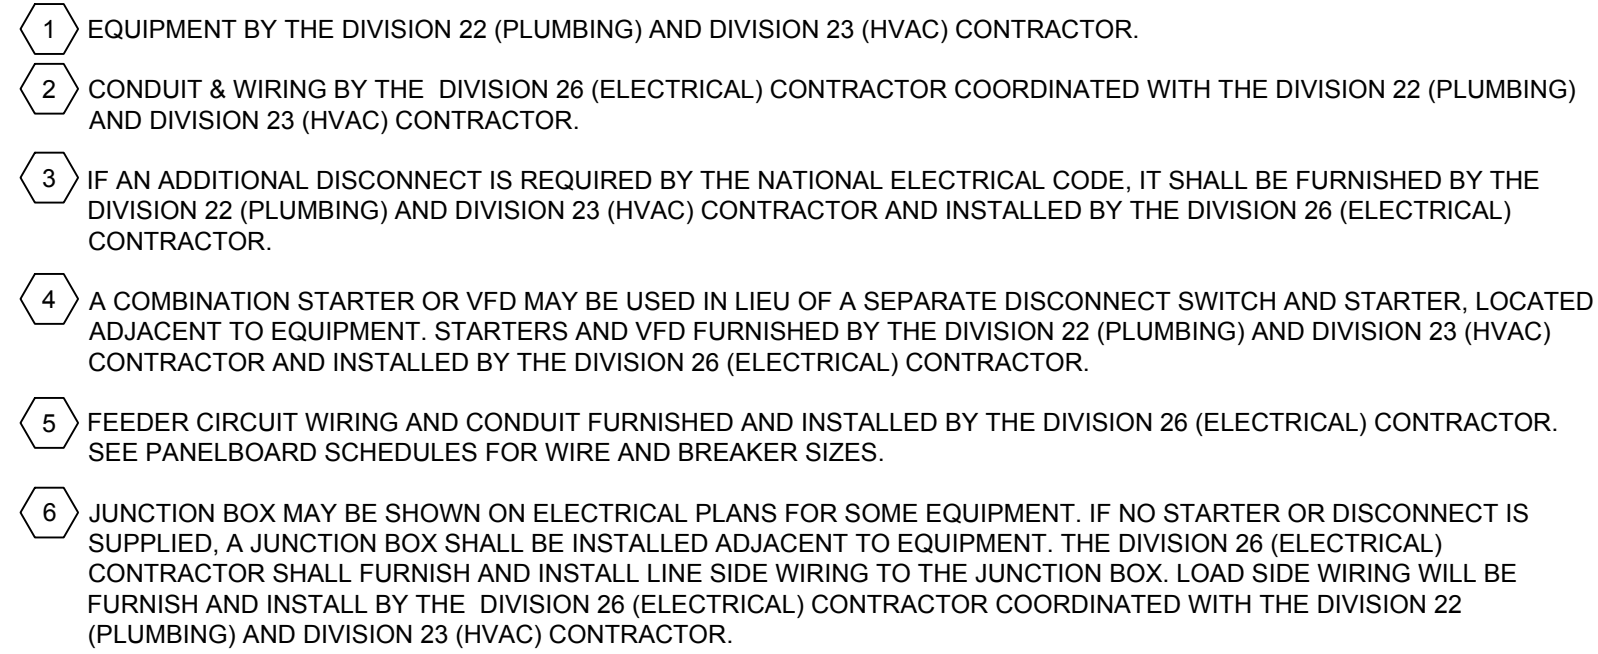 1 EQUIPMENT BY THE DIVISION 22 (PLUMBING) AND DIVISION 23 (HVAC) CONTRACTOR.
2 CONDUIT & WIRING BY THE  DIVISION 26 (ELECTRICAL) CONTRACTOR COORDINATED WITH THE DIVISION 22 (PLUMBING)
AND DIVISION 23 (HVAC) CONTRACTOR.
3 IF AN ADDITIONAL DISCONNECT IS REQUIRED BY THE NATIONAL ELECTRICAL CODE, IT SHALL BE FURNISHED BY THE
DIVISION 22 (PLUMBING) AND DIVISION 23 (HVAC) CONTRACTOR AND INSTALLED BY THE DIVISION 26 (ELECTRICAL)
CONTRACTOR.
4 A COMBINATION STARTER OR VFD MAY BE USED IN LIEU OF A SEPARATE DISCONNECT SWITCH AND STARTER, LOCATED
ADJACENT TO EQUIPMENT. STARTERS AND VFD FURNISHED BY THE DIVISION 22 (PLUMBING) AND DIVISION 23 (HVAC)
CONTRACTOR AND INSTALLED BY THE DIVISION 26 (ELECTRICAL) CONTRACTOR.
5 FEEDER CIRCUIT WIRING AND CONDUIT FURNISHED AND INSTALLED BY THE DIVISION 26 (ELECTRICAL) CONTRACTOR.
SEE PANELBOARD SCHEDULES FOR WIRE AND BREAKER SIZES.
6 JUNCTION BOX MAY BE SHOWN ON ELECTRICAL PLANS FOR SOME EQUIPMENT. IF NO STARTER OR DISCONNECT IS
SUPPLIED, A JUNCTION BOX SHALL BE INSTALLED ADJACENT TO EQUIPMENT. THE DIVISION 26 (ELECTRICAL)
CONTRACTOR SHALL FURNISH AND INSTALL LINE SIDE WIRING TO THE JUNCTION BOX. LOAD SIDE WIRING WILL BE
FURNISH AND INSTALL BY THE  DIVISION 26 (ELECTRICAL) CONTRACTOR COORDINATED WITH THE DIVISION 22
(PLUMBING) AND DIVISION 23 (HVAC) CONTRACTOR.